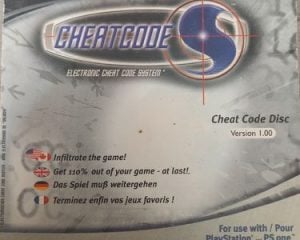 CHEATCODE S
ELECTRONIC CHEAT CODE SYSTEM
Cheat Code Disc
Version 1.00
Infiltrate the game!
Get 110% out of your game - at last!
Das Spiel muß weitergehen
Terminez enfin vos jeux favoris !
For use with / Pour
PlayStation ... PS one